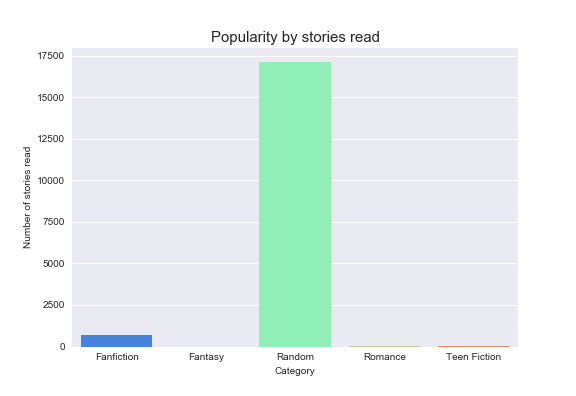 Popularity by stories read
17500
15000
12500
10000
7500
5000
2500
0
Number of stories read
Fanfiction Fantasy Random Romance Teen Fiction
Category